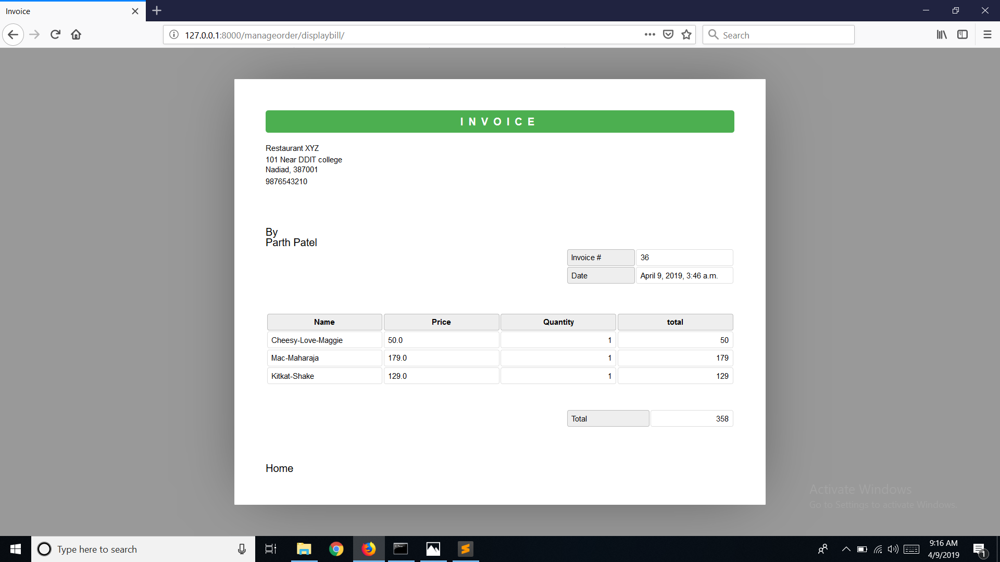 Invoice
127.0.0.1:8000/manageorder/displaybill/
Search
INVOICE
Restaurant XYZ
101 Near DDIT college
Nadiad, 387001
9876543210
By
Parth Patel
Invoice # 36
Date April 9, 2019, 3:46 a.m.
Name Price Quantity total
Cheesy-Love-Maggie 50.0 1 50
Mac-Maharaja 179.0 1 179
Kitkat-Shake 129.0 1 129
Total 358
Home
Activate Windows
Go to Settings to activate Windows.
Type here to search
9:16 AM
4/9/2019
1